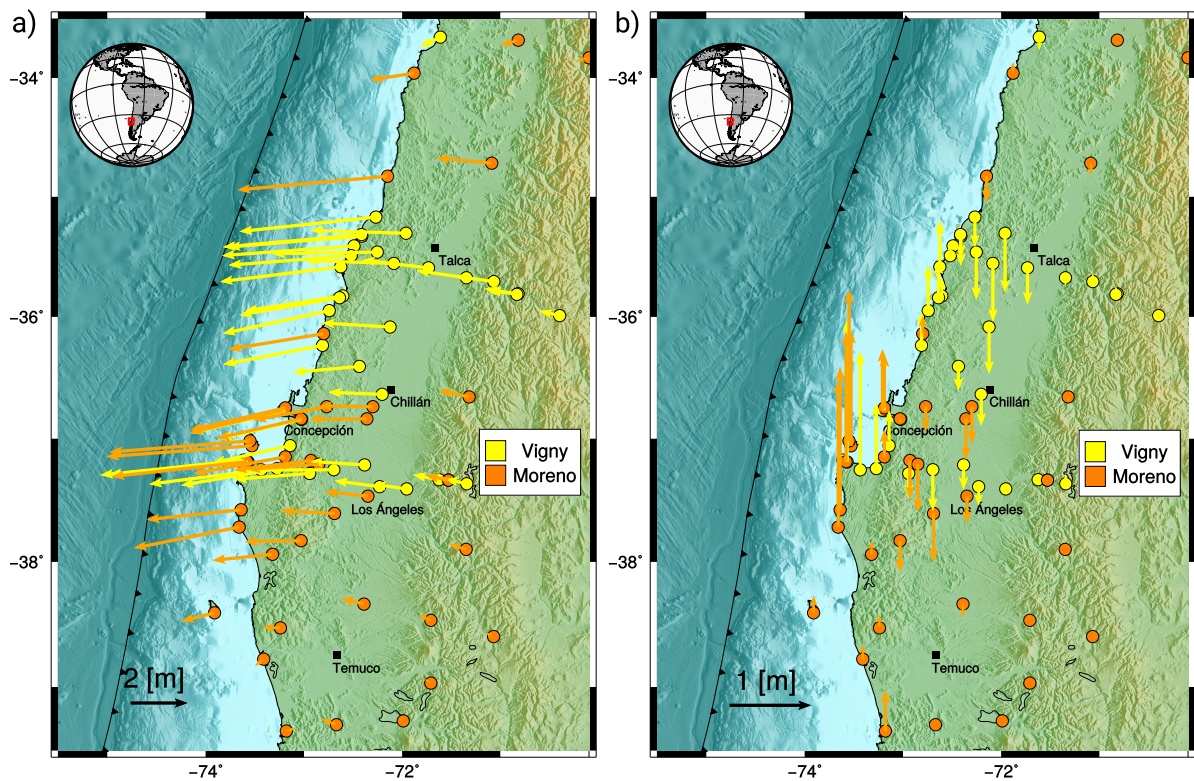 a)
−34°
−36°
−38°
−74°
−72°
Talca
Chillán
Concepción
Los Ángeles
Temuco
Vigny
Moreno
2 [m]
b)
−34°
−36°
−38°
−74°
−72°
Talca
Chillán
Concepción
Los Ángeles
Temuco
Vigny
Moreno
1 [m]